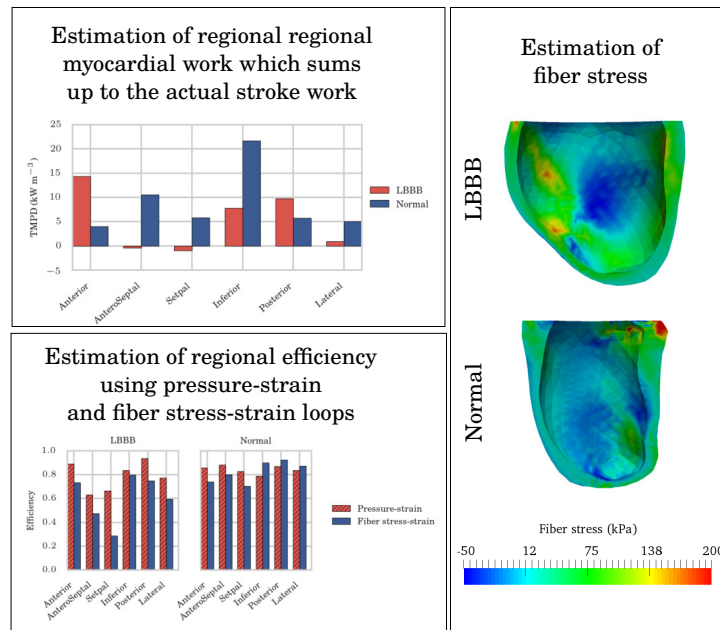 Estimation of regional regional
myocardial work which sums
up to the actual stroke work
25
20
15
10
5
0
−5
TMPD (kW m−3)
LBBB
Normal
Anterior
AnteroSeptal
Setpal
Inferior
Posterior
Lateral
Estimation of regional efficiency
using pressure-strain
and fiber stress-strain loops
LBBB
Normal
1.0
0.8
0.6
0.4
0.2
0.0
Efficiency
Pressure-strain
Fiber stress-strain
Anterior
AnteroSeptal
Setpal
Inferior
Posterior
Lateral
Anterior
AnteroSeptal
Setpal
Inferior
Posterior
Lateral
Estimation of
fiber stress
LBBB
Normal
Fiber stress (kPa)
-50 12 75 138 200